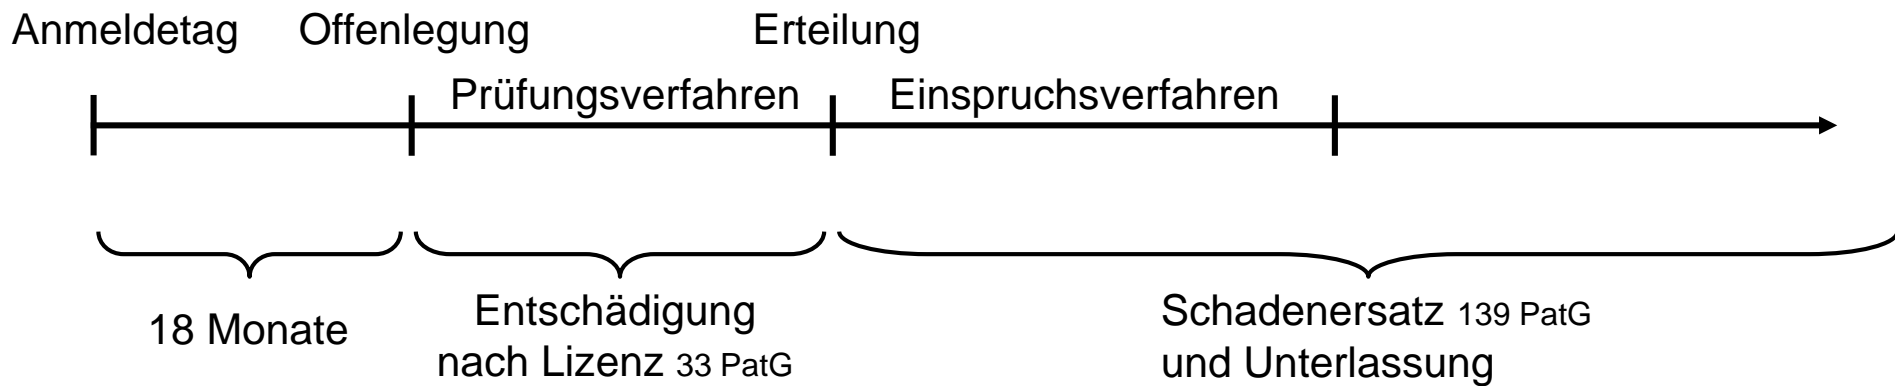 Anmeldetag Offenlegung Erteilung
Prüfungsverfahren Einspruchsverfahren
18 Monate
Entschädigung
nach Lizenz 33 PatG
Schadenersatz 139 PatG
und Unterlassung